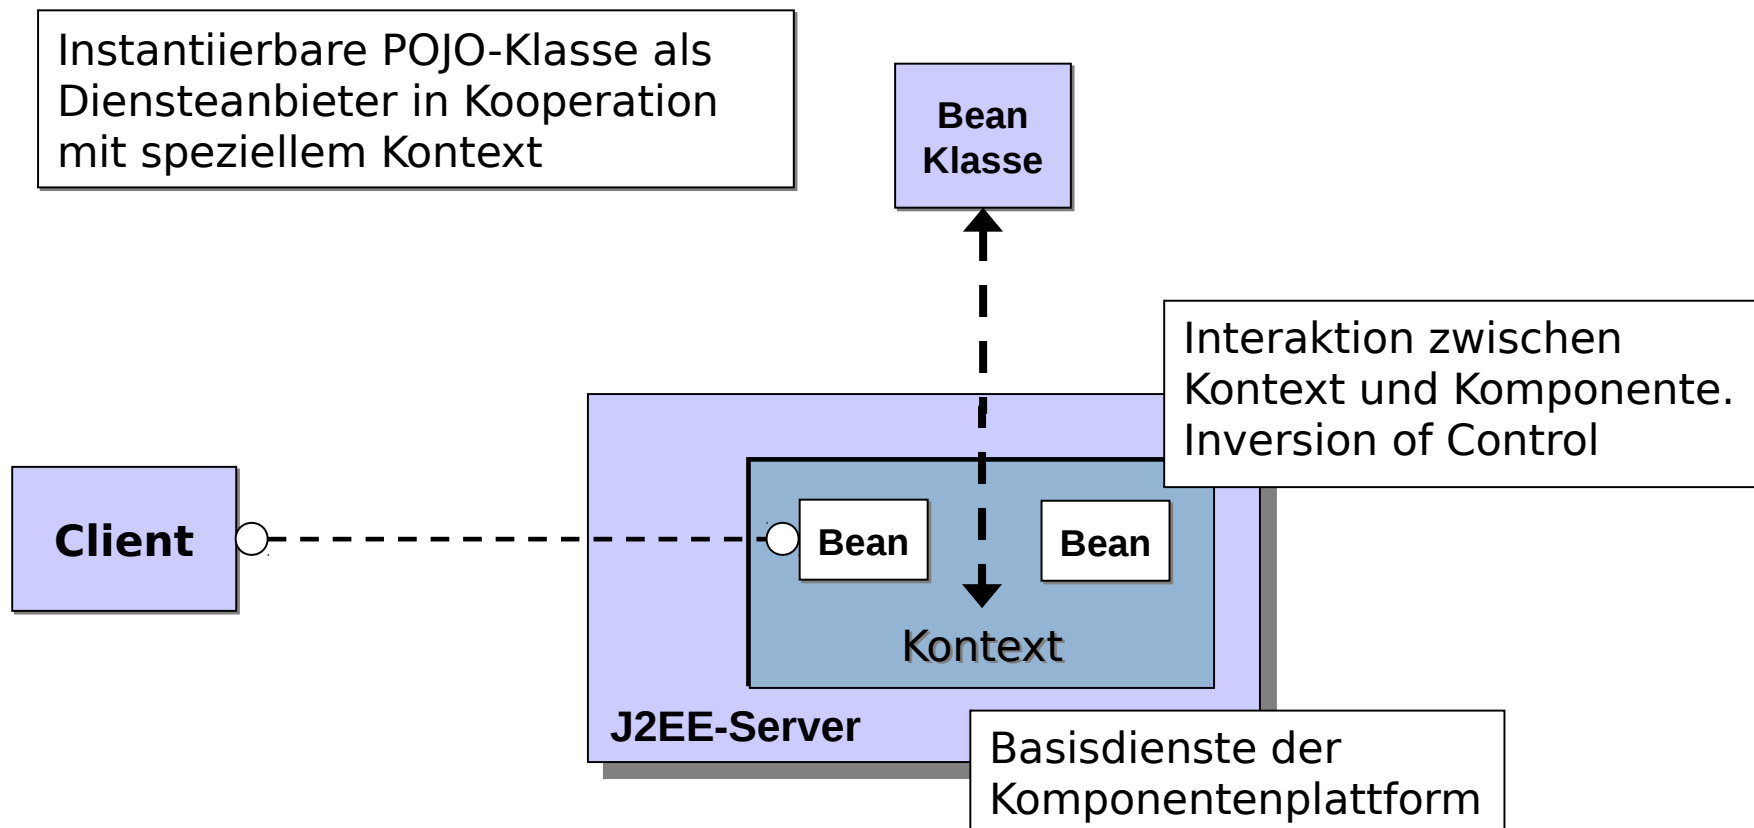 Instantiierbare POJO-Klasse als
Diensteanbieter in Kooperation
mit speziellem Kontext
Bean
Klasse
Interaktion zwischen
Kontext und Komponente.
Inversion of Control
Client
Bean
Bean
Kontext
J2EE-Server
Basisdienste der
Komponentenplattform